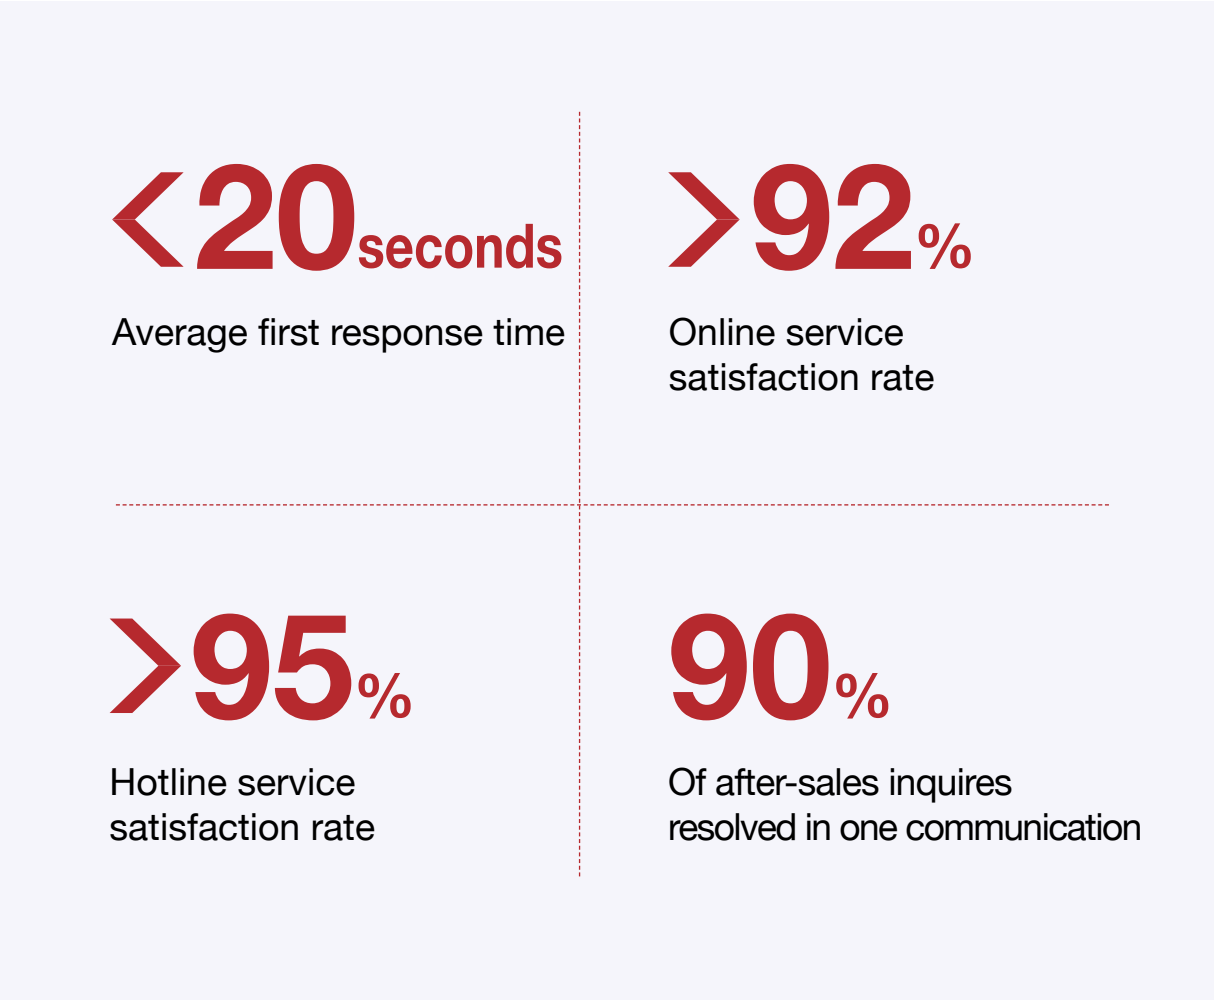 <20seconds
Average first response time
>92%
Online service
satisfaction rate
>95%
Hotline service
satisfaction rate
90%
Of after-sales inquires
resolved in one communication